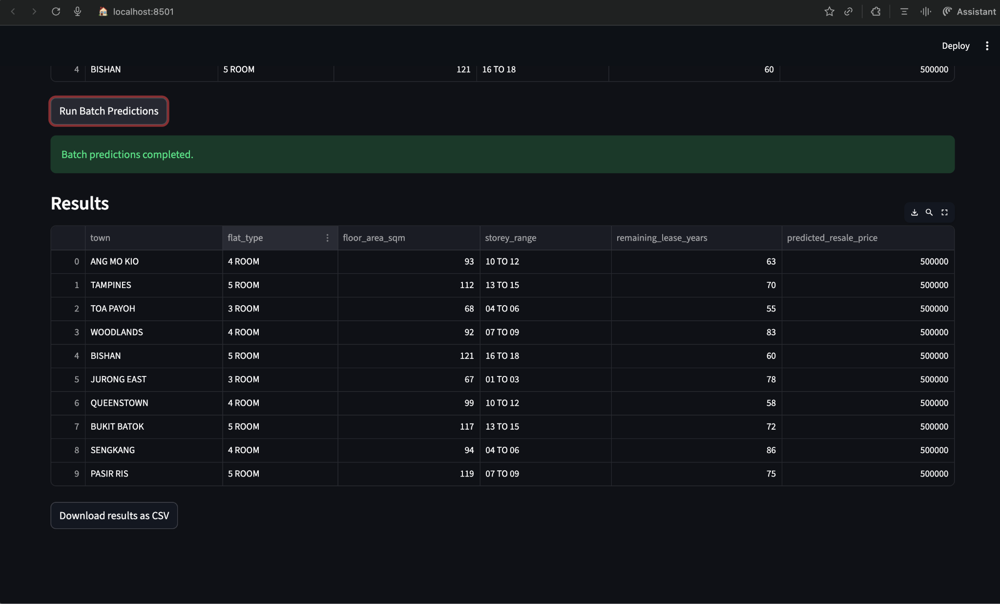 localhost:8501
Assistant
Deploy
4 BISHAN 5 ROOM 121 16 TO 18 60 500000
Run Batch Predictions
Batch predictions completed.
Results
town flat_type floor_area_sqm storey_range remaining_lease_years predicted_resale_price
0 ANG MO KIO 4 ROOM 93 10 TO 12 63 500000
1 TAMPINES 5 ROOM 112 13 TO 15 70 500000
2 TOA PAYOH 3 ROOM 68 04 TO 06 55 500000
3 WOODLANDS 4 ROOM 92 07 TO 09 83 500000
4 BISHAN 5 ROOM 121 16 TO 18 60 500000
5 JURONG EAST 3 ROOM 67 01 TO 03 78 500000
6 QUEENSTOWN 4 ROOM 99 10 TO 12 58 500000
7 BUKIT BATOK 5 ROOM 117 13 TO 15 72 500000
8 SENGKANG 4 ROOM 94 04 TO 06 86 500000
9 PASIR RIS 5 ROOM 119 07 TO 09 75 500000
Download results as CSV